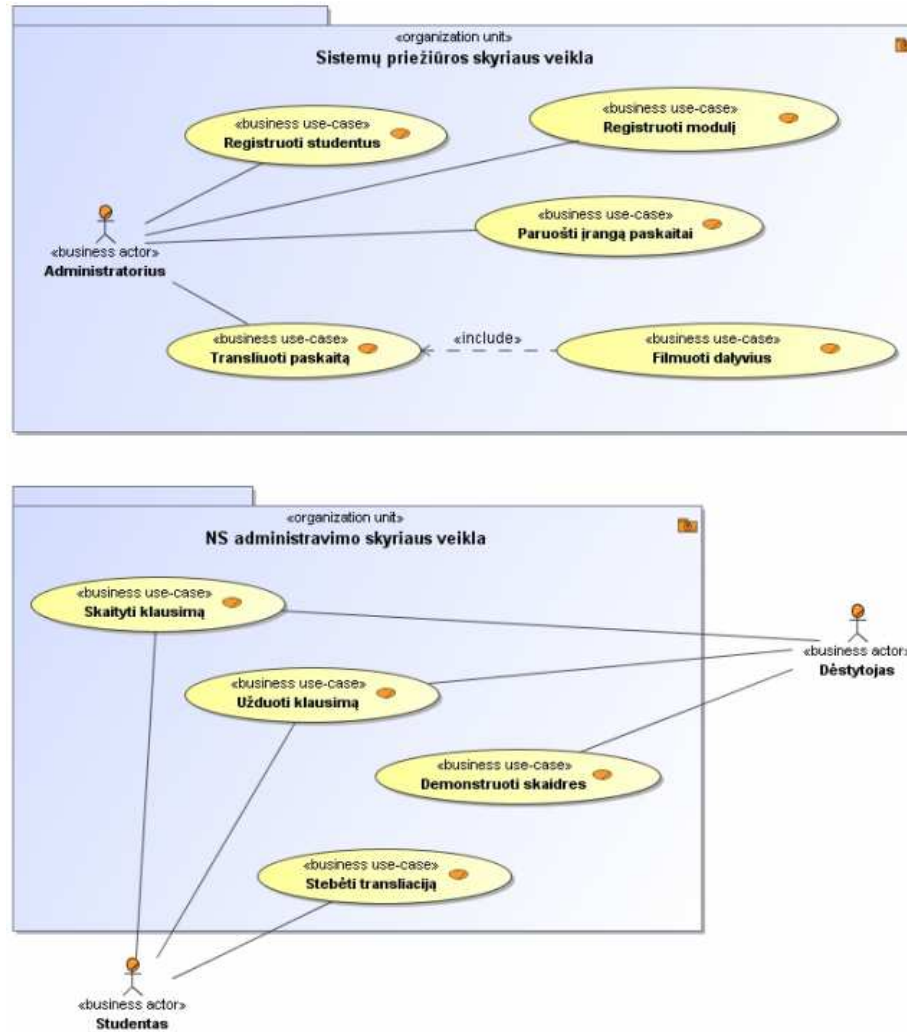 «organization unit»
Sistemų priežiūros skyriaus veikla
«business use-case»
Registruoti studentus
«business use-case»
Registruoti modulį
«business use-case»
Paruošti įrangą paskaitai
«business actor»
Administratorius
«business use-case»
Transliuoti paskaitą
«include»
«business use-case»
Filmuoti dalyvius
«organization unit»
NS administravimo skyriaus veikla
«business use-case»
Skaityti klausimą
«business actor»
Dėstytojas
«business use-case»
Užduoti klausimą
«business use-case»
Demonstruoti skaidres
«business use-case»
Stebėti transliaciją
«business actor»
Studentas